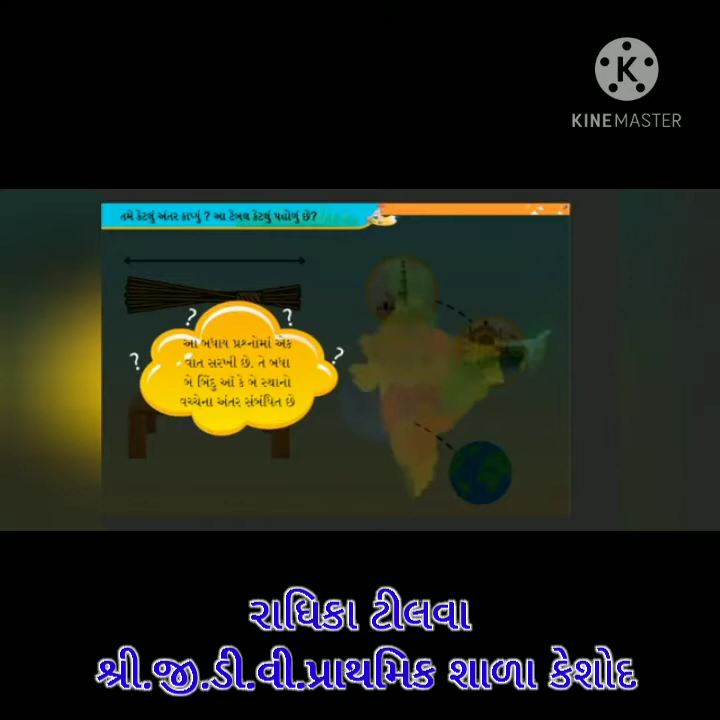 KINEMASTER
તમે કેટલું અંતર કાપ્યું ? આ ટેબલ કેટલું પહોળું છે?
આ બધાય પ્રશ્નોમાં એક
વાત સરખી છે. તે બધા
બે બિંદુ ઓં કે બે સ્થાનો
વચ્ચેના અંતર સંબંધિત છે
રાધિકા ટીલવા
શ્રી.જી.ડી.વી.પ્રાથમિક શાળા કેશોદ